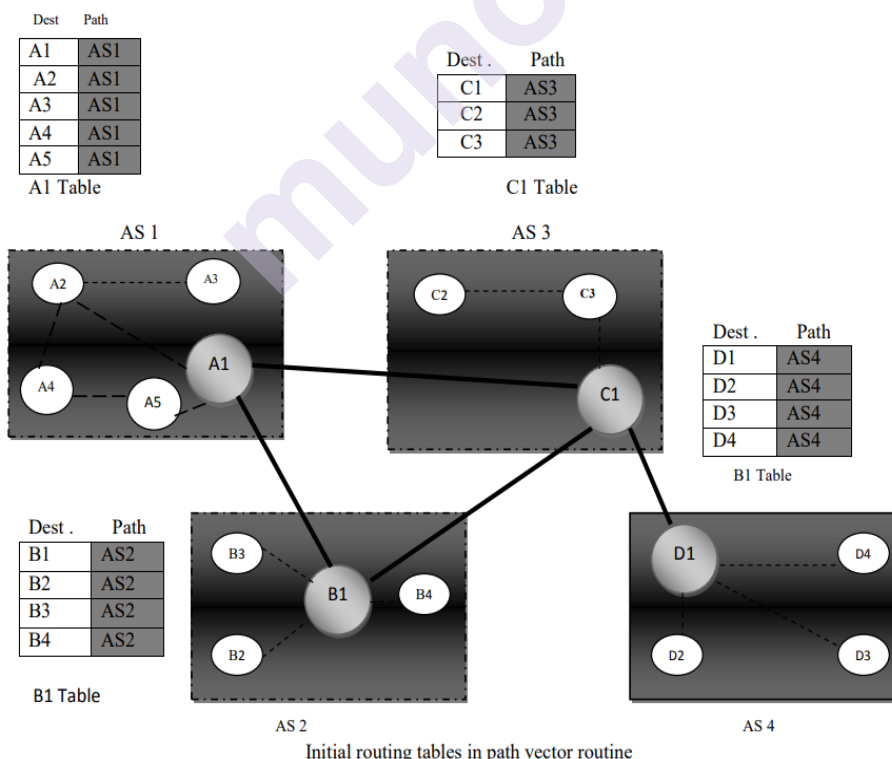 Dest Path
A1 AS1
A2 AS1
A3 AS1
A4 AS1
A5 AS1
A1 Table
Dest . Path
C1 AS3
C2 AS3
C3 AS3
C1 Table
AS 1
A2
A3
A1
A4
A5
AS 3
C2
C3
C1
Dest . Path
D1 AS4
D2 AS4
D3 AS4
D4 AS4
B1 Table
Dest . Path
B1 AS2
B2 AS2
B3 AS2
B4 AS2
B1 Table
B3
B1
B4
B2
AS 2
D1
D4
D2
D3
AS 4
Initial routing tables in path vector routine